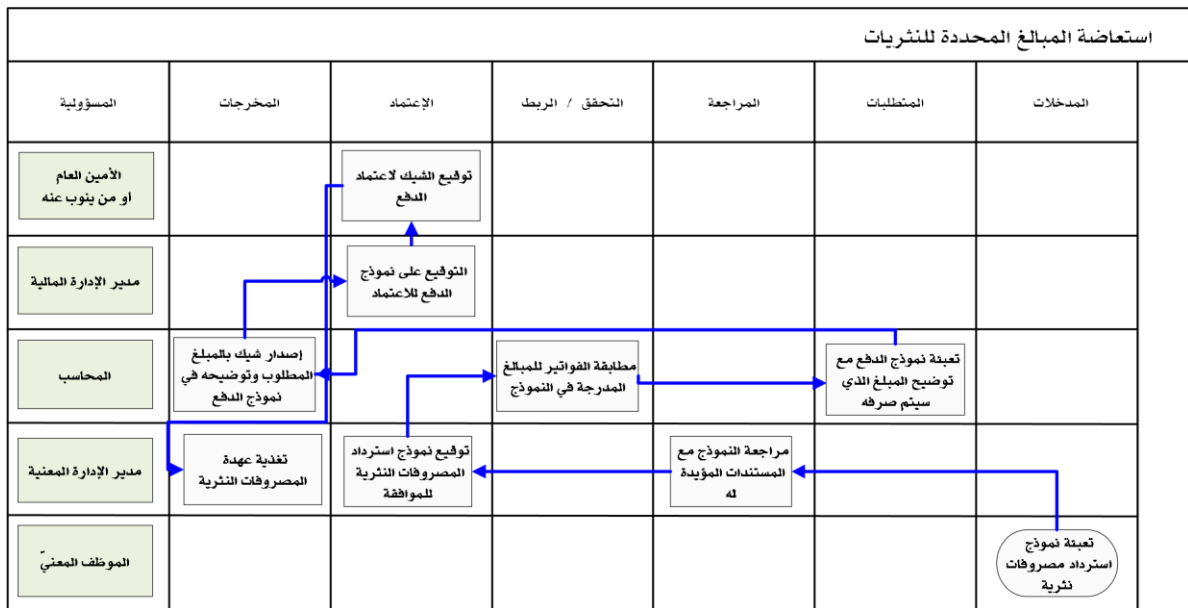 استعاضة المبالغ المحددة للنثريات
المدخلات
المتطلبات
المراجعة
التحقق / الربط
الإعتماد
المخرجات
المسؤولية
توقيع الشيك لاعتماد
الدفع
الأمين العام
او من ينوب عنه
التوقيع على نموذج
الدفع للاعتماد
مدير الإدارة المالية
تعبئة نموذج الدفع مع
توضيح المبلغ الذي
سيتم صرفه
مطابقة الفواتير للمبالغ
المدرجة في النموذج
إصدار شيك بالمبلغ
المطلوب وتوضيحه في
نموذج الدفع
المحاسب
مراجعة النموذج مع
المستندات المؤيدة
له
توقيع نموذج استرداد
المصروفات النثرية
للموافقة
تغذية عهدة
المصروفات النثرية
مدير الإدارة المعنية
تعبئة نموذج
استرداد مصروفات
نثرية
الموظف المعنيّ